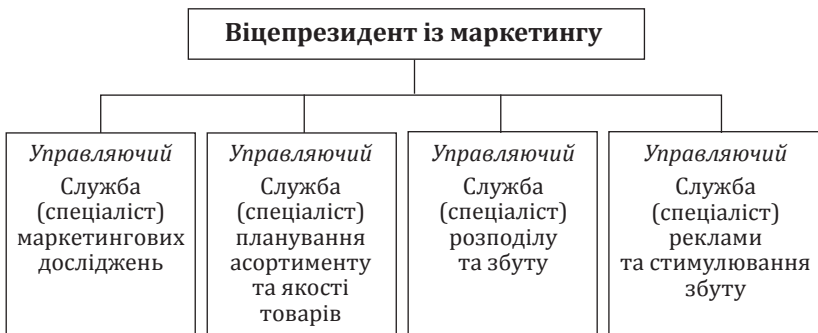 Віцепрезидент із маркетингу
Управляючий
Служба
(спеціаліст)
маркетингових
досліджень
Управляючий
Служба
(спеціаліст)
планування
асортименту
та якості
товарів
Управляючий
Служба
(спеціаліст)
розподілу
та збуту
Управляючий
Служба
(спеціаліст)
реклами
та стимулювання
збуту